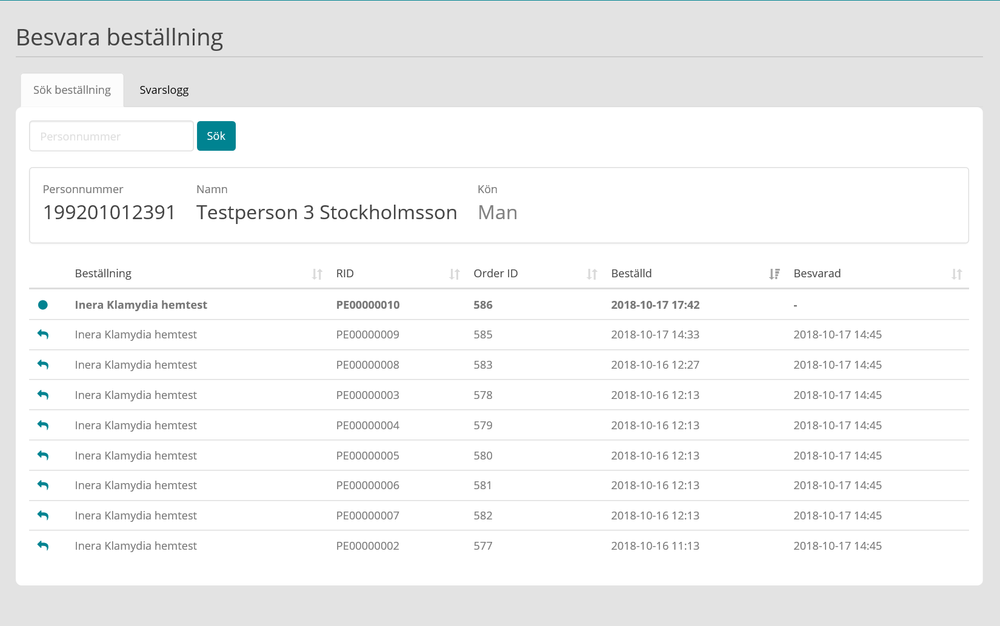 Besvara beställning
Sök beställning Svarslogg
Personnummer Sök
Personnummer Namn Kön
199201012391 Testperson 3 Stockholmsson Man
Beställning RID Order ID Beställd Besvarad
Inera Klamydia hemtest PE00000010 586 2018-10-17 17:42 -
Inera Klamydia hemtest PE00000009 585 2018-10-17 14:33 2018-10-17 14:45
Inera Klamydia hemtest PE00000008 583 2018-10-16 12:27 2018-10-17 14:45
Inera Klamydia hemtest PE00000003 578 2018-10-16 12:13 2018-10-17 14:45
Inera Klamydia hemtest PE00000004 579 2018-10-16 12:13 2018-10-17 14:45
Inera Klamydia hemtest PE00000005 580 2018-10-16 12:13 2018-10-17 14:45
Inera Klamydia hemtest PE00000006 581 2018-10-16 12:13 2018-10-17 14:45
Inera Klamydia hemtest PE00000007 582 2018-10-16 12:13 2018-10-17 14:45
Inera Klamydia hemtest PE00000002 577 2018-10-16 11:13 2018-10-17 14:45